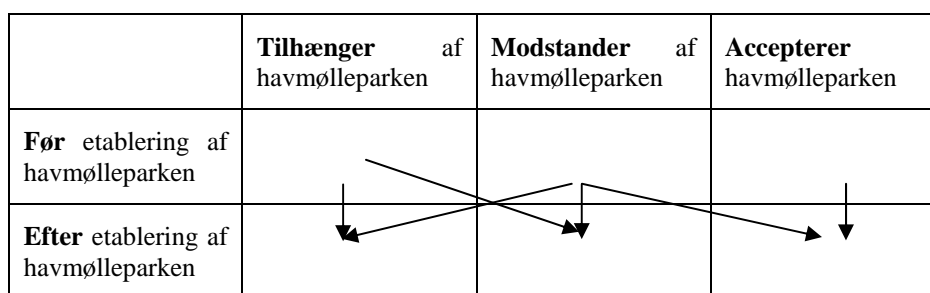 Tilhænger af
havmølleparken
Modstander af
havmølleparken
Accepterer
havmølleparken
Før etablering af
havmølleparken
Efter etablering af
havmølleparken